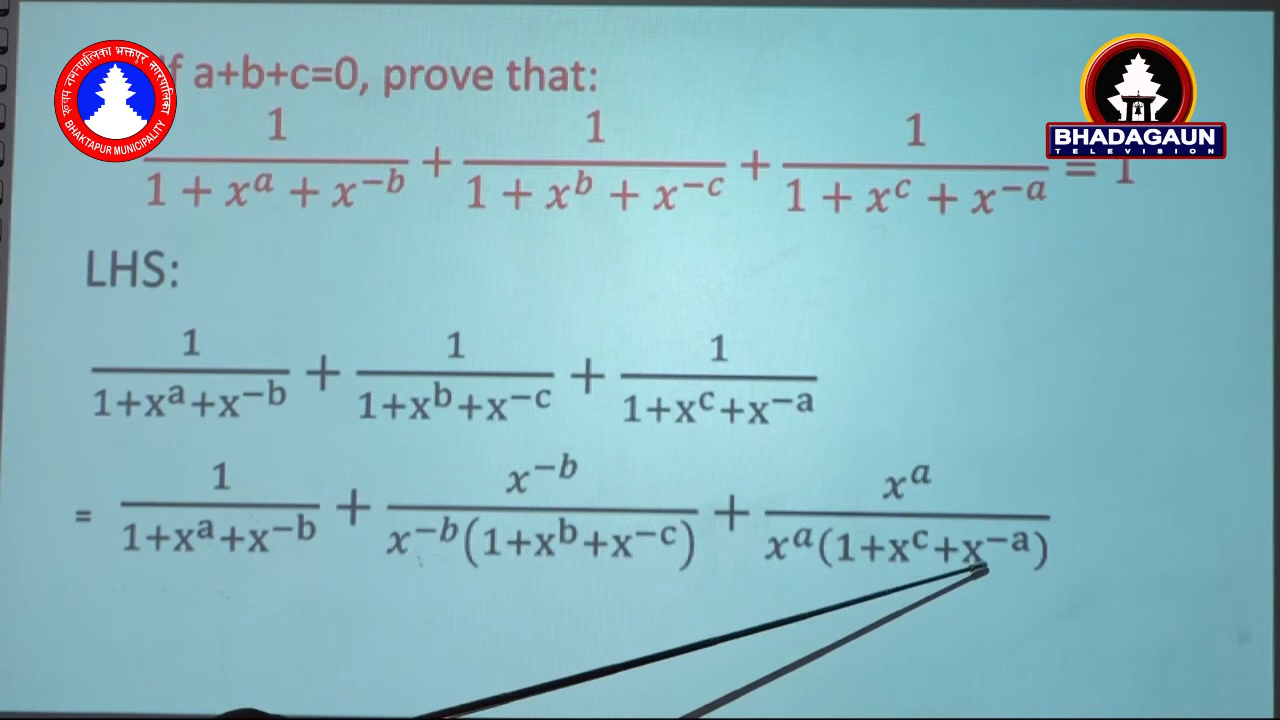 If a+b+c=0, prove that:
1/(1 + x^a + x^-b) + 1/(1 + x^b + x^-c) + 1/(1 + x^c + x^-a) = 1
LHS:
1/(1+x^a+x^-b) + 1/(1+x^b+x^-c) + 1/(1+x^c+x^-a)
= 1/(1+x^a+x^-b) + x^-b/(x^-b(1+x^b+x^-c)) + x^a/(x^a(1+x^c+x^-a))
BHAKTAPUR MUNICIPALITY
BHADAGAUN
TELEVISION